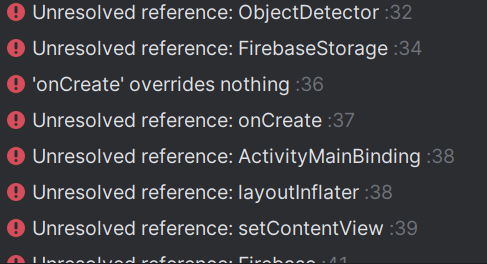 Unresolved reference: ObjectDetector :32
Unresolved reference: FirebaseStorage :34
'onCreate' overrides nothing :36
Unresolved reference: onCreate :37
Unresolved reference: ActivityMainBinding :38
Unresolved reference: layoutInflater :38
Unresolved reference: setContentView :39
Unresolved reference: Firebase :41